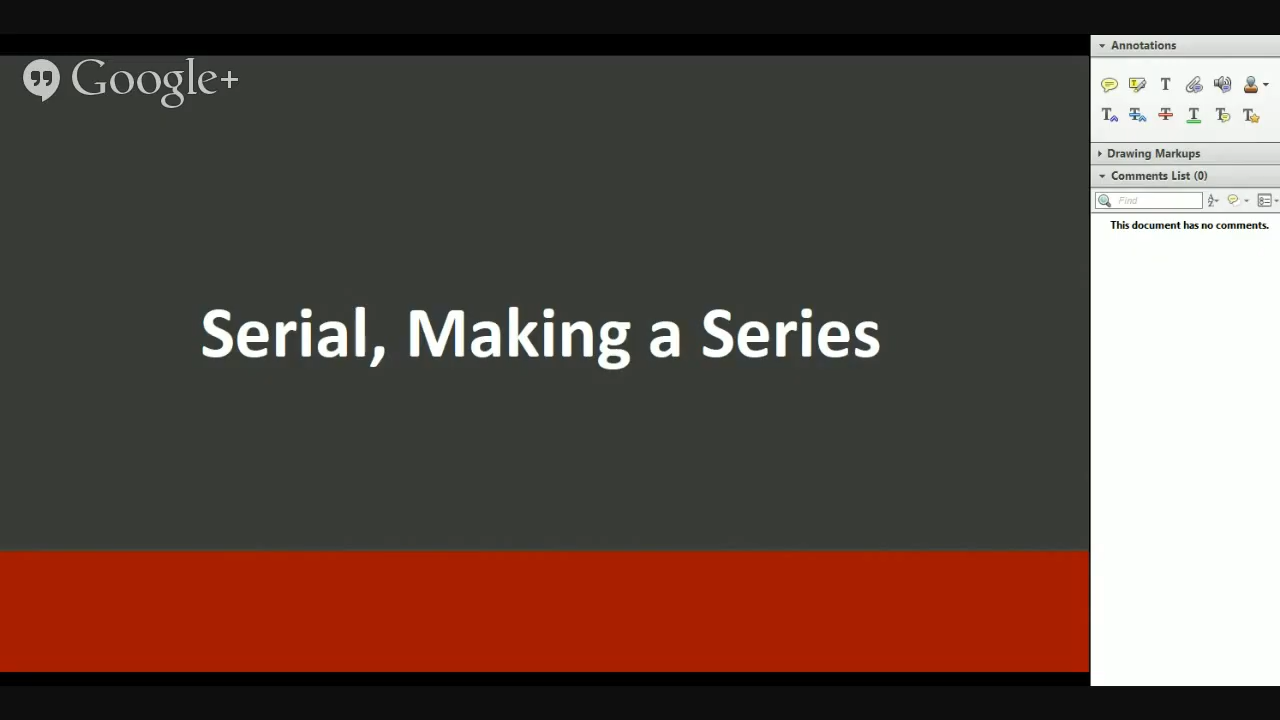 Google+
Serial, Making a Series
Annotations
Drawing Markups
Comments List (0)
Find
This document has no comments.